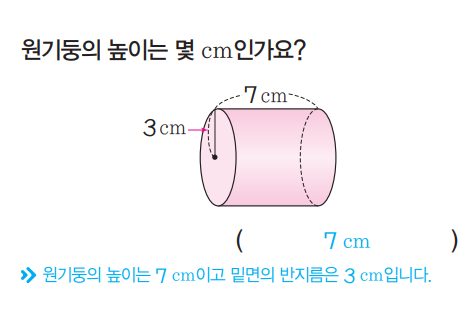 원기둥의 높이는 몇 cm인가요?
7 cm
3 cm
( 7 cm )
» 원기둥의 높이는 7 cm이고 밑면의 반지름은 3 cm입니다.